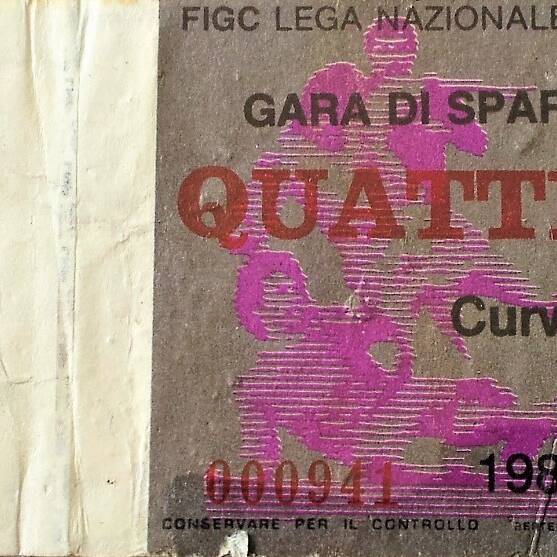 FIGC LEGA NAZIONALE
GARA DI SPAR
QUATT
Curv
198
000941
CONSERVARE PER IL CONTROLLO